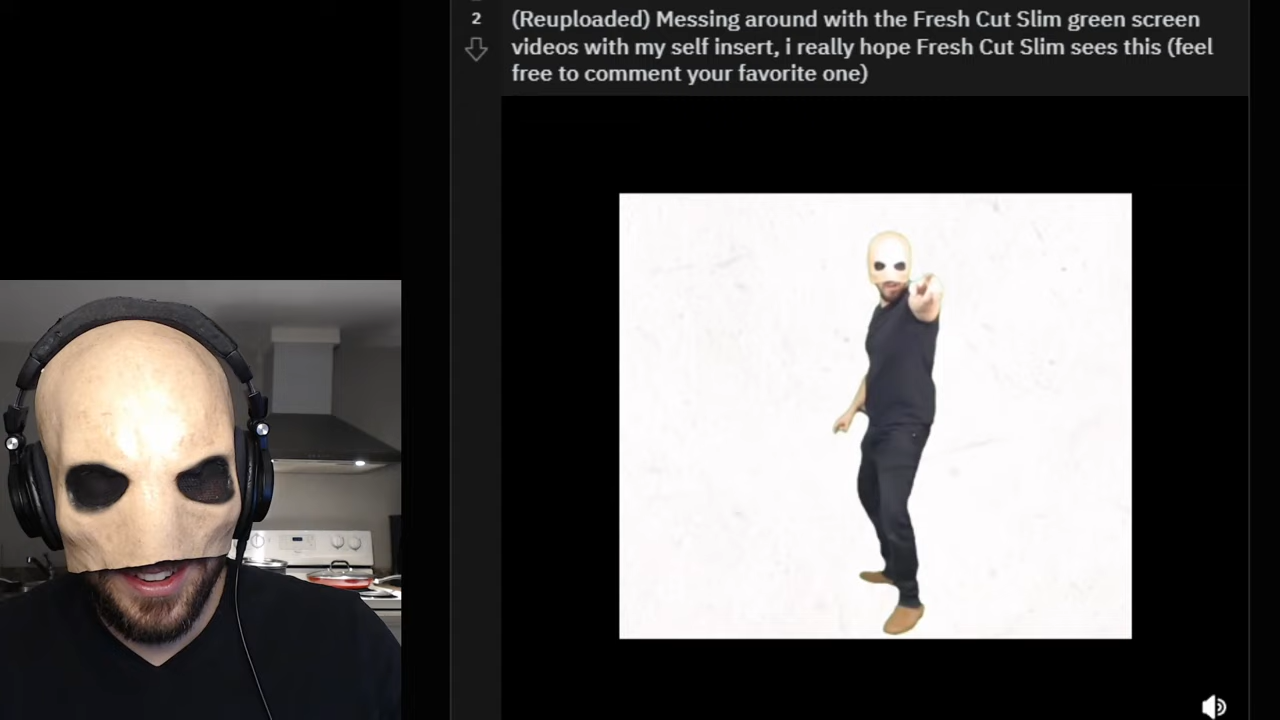 2
(Reuploaded) Messing around with the Fresh Cut Slim green screen
videos with my self insert, i really hope Fresh Cut Slim sees this (feel
free to comment your favorite one)